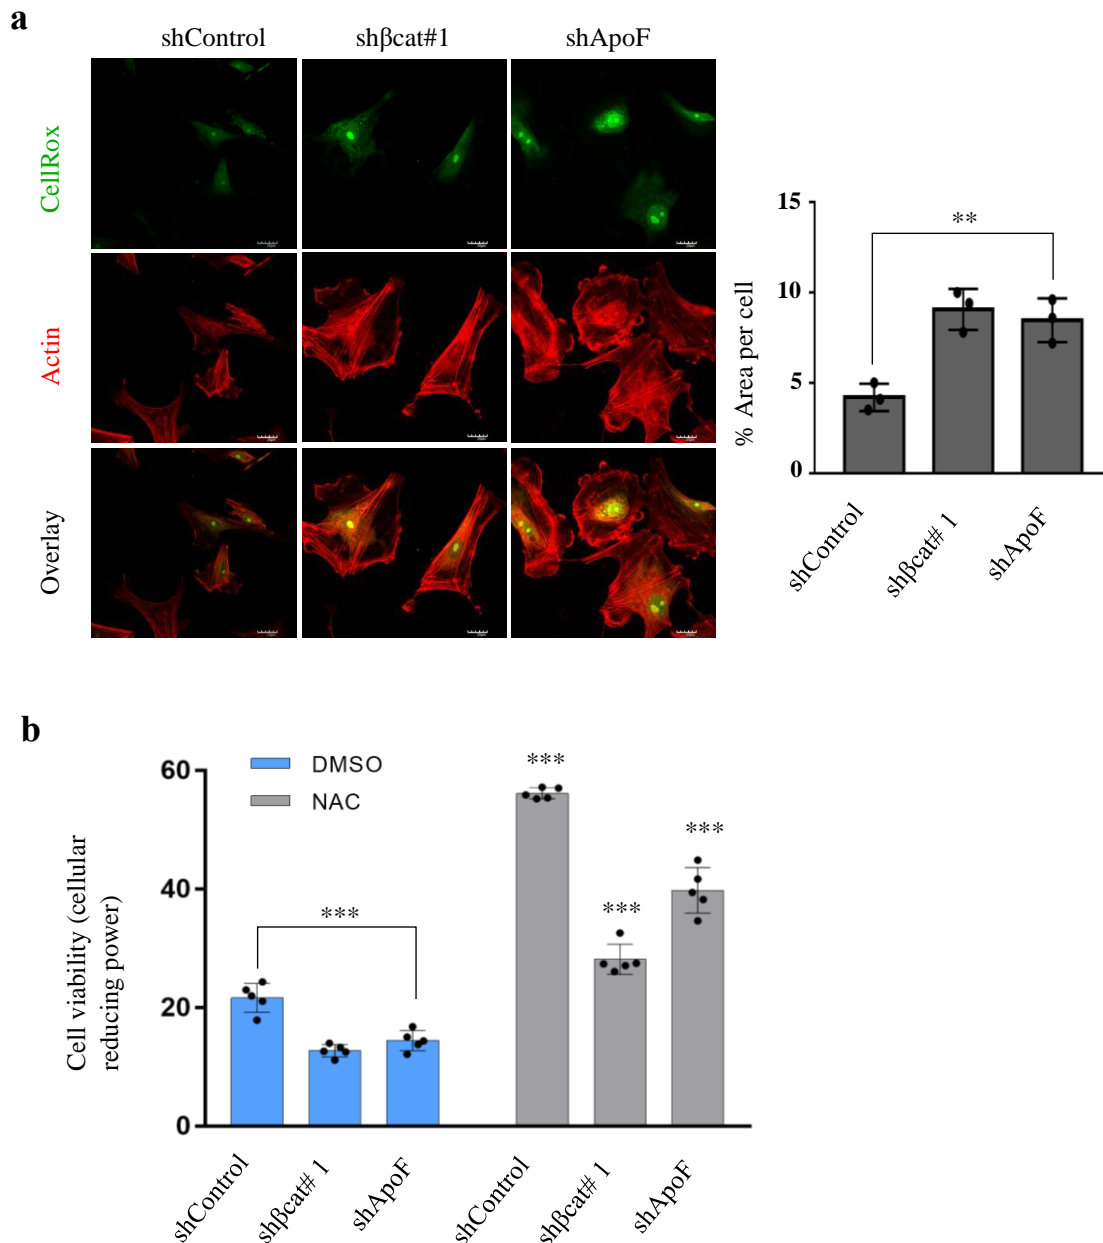 a
shControl
shβcat#1
shApoF
CellRox
Actin
Overlay
% Area per cell
15
10
5
0
**
shControl
shβcat# 1
shApoF
b
Cell viability (cellular
reducing power)
60
40
20
0
DMSO
NAC
***
***
***
***
shControl
shβcat# 1
shApoF
shControl
shβcat# 1
shApoF